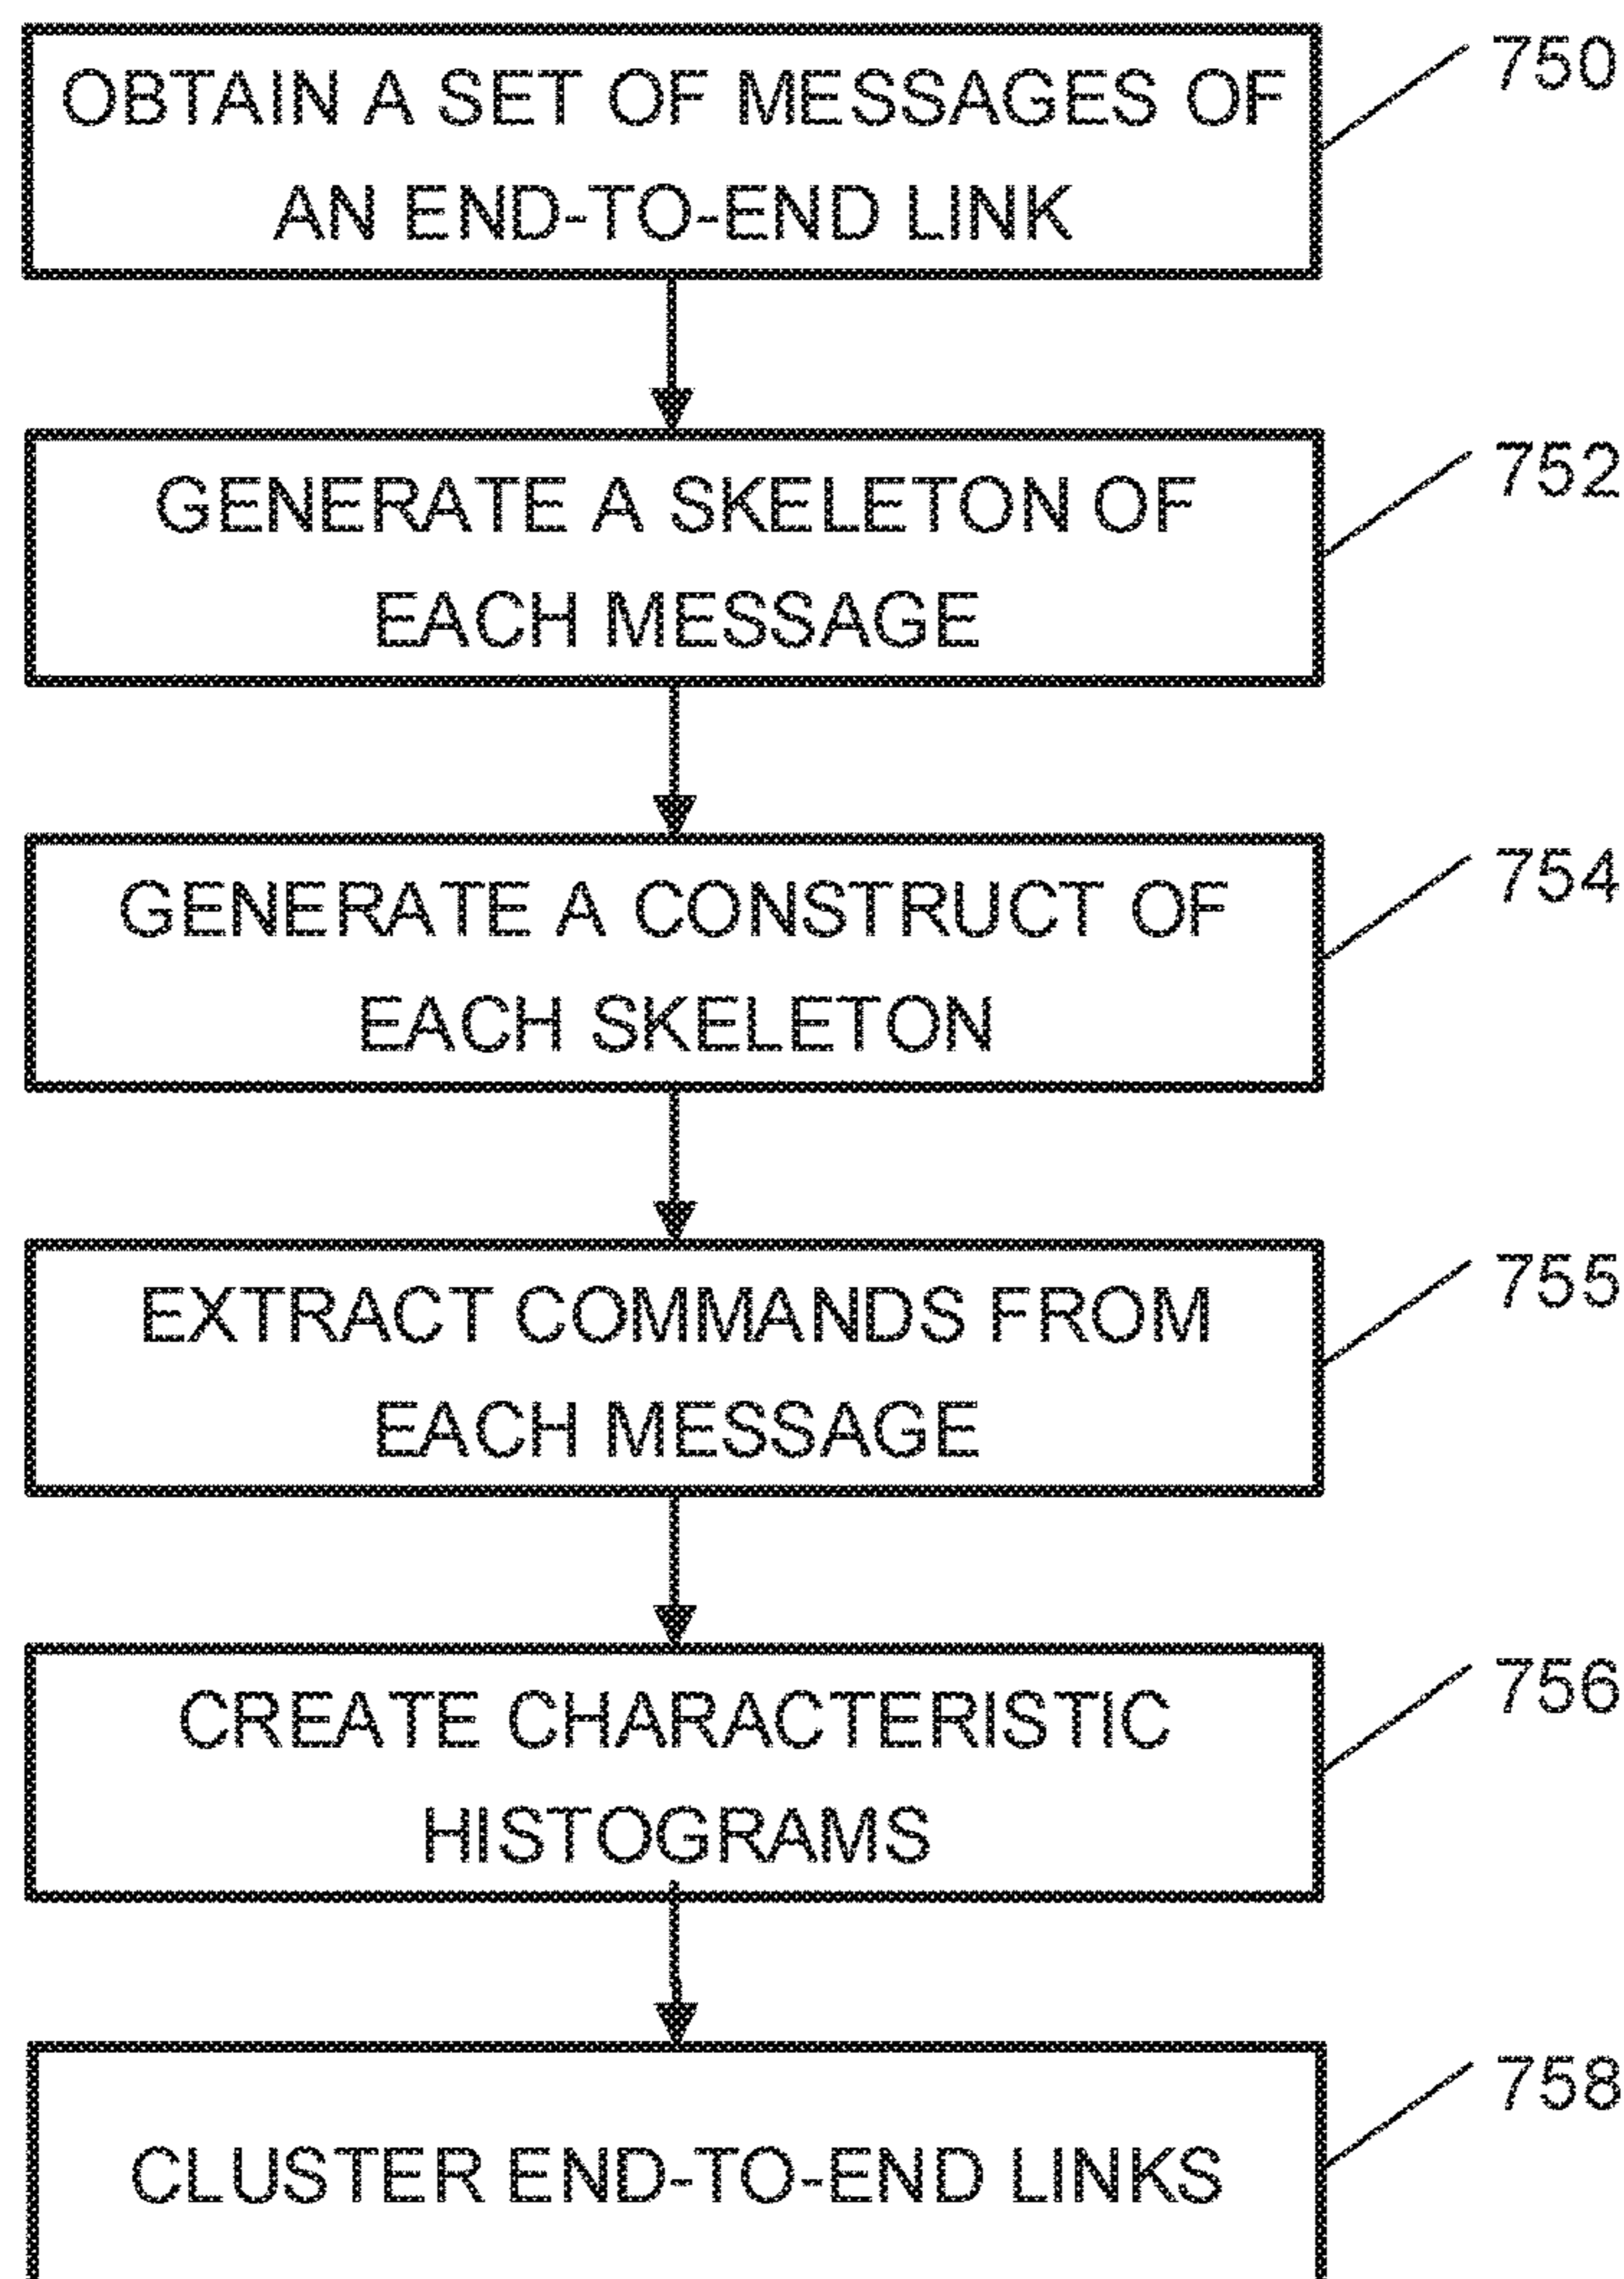 OBTAIN A SET OF MESSAGES OF
AN END-TO-END LINK
750
GENERATE A SKELETON OF
EACH MESSAGE
752
GENERATE A CONSTRUCT OF
EACH SKELETON
754
EXTRACT COMMANDS FROM
EACH MESSAGE
755
CREATE CHARACTERISTIC
HISTOGRAMS
756
CLUSTER END-TO-END LINKS
758